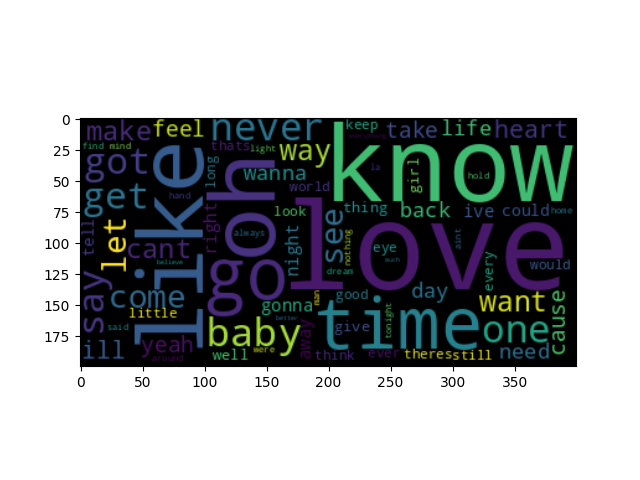 0
25
50
75
100
125
150
175
0 50 100 150 200 250 300 350
make feel never keep take life heart
find mind thats light way know
got long wanna girl hold
get hand world
like oh look thing back ive could home
tell let right always night see nothing love
cant eye aint every would
believe go dream much
say come gonna man good day want
little time one cause
said baby better give tonight
ill yeah well were away think ever theres still need
around
la